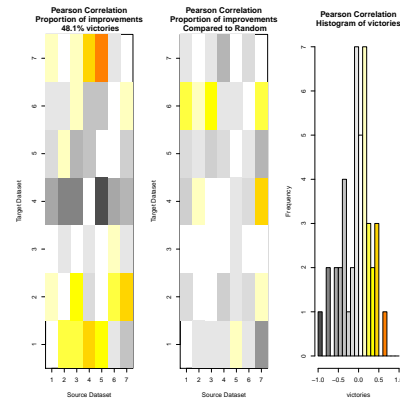 Pearson Correlation
Proportion of improvements
48.1% victories
Target Dataset
7
6
5
4
3
2
1
1 2 3 4 5 6 7
Source Dataset
Pearson Correlation
Proportion of improvements
Compared to Random
Target Dataset
7
6
5
4
3
2
1
1 2 3 4 5 6 7
Source Dataset
Pearson Correlation
Histogram of victories
Frequency
7
6
5
4
3
2
1
0
-1.0 -0.5 0.0 0.5 1.0
victories